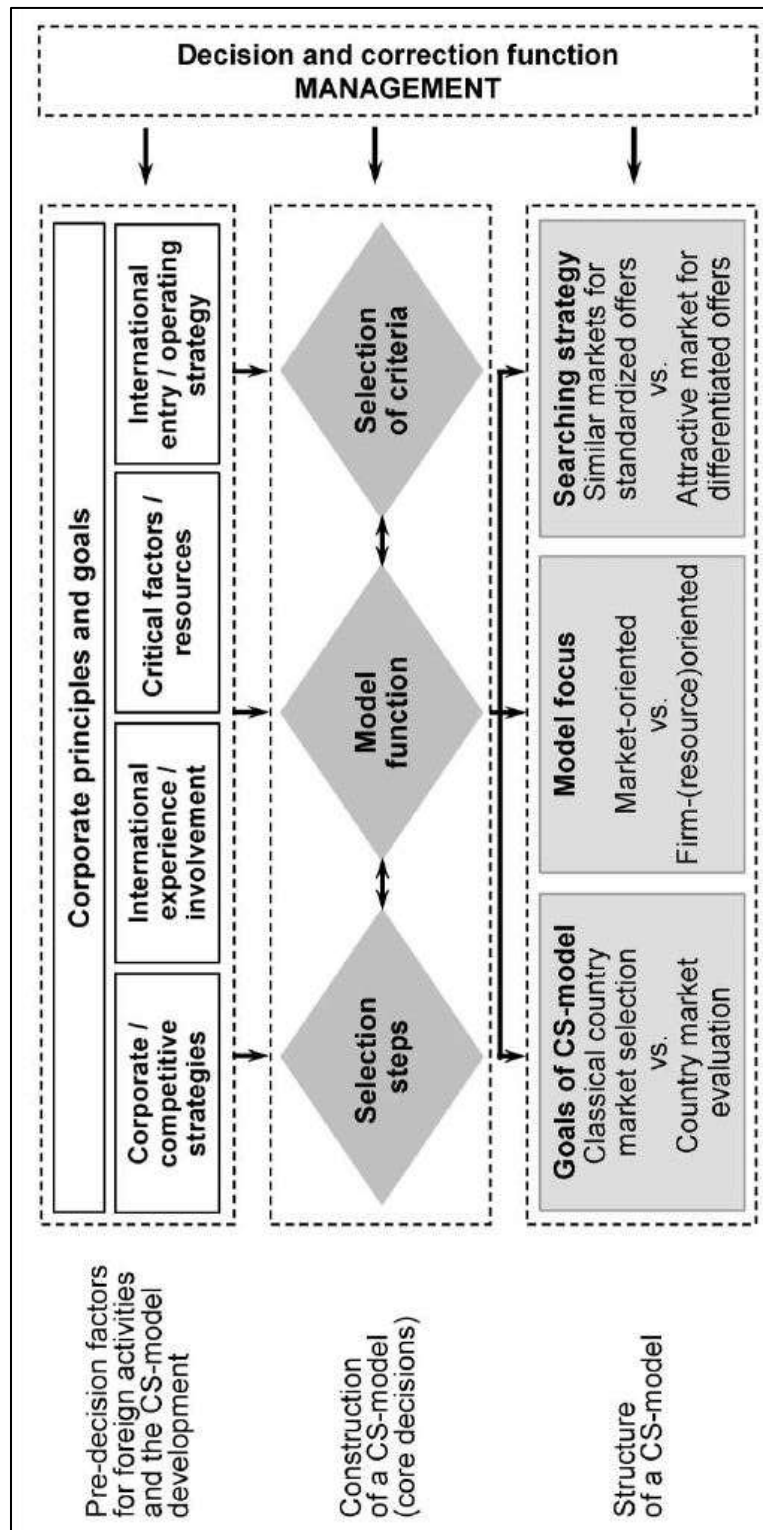 Decision and correction function
MANAGEMENT
Pre-decision factors
for foreign activities
and the CS-model
development
Corporate principles and goals
Corporate /
competitive
strategies
International
experience /
involvement
Critical factors /
resources
International
entry / operating
strategy
Construction
of a CS-model
(core decisions)
Selection
steps
Model
function
Selection
of criteria
Structure
of a CS-model
Goals of CS-model
Classical country
market selection
vs.
Country market
evaluation
Model focus
Market-oriented
vs.
Firm-(resource)oriented
Searching strategy
Similar markets for
standardized offers
vs.
Attractive market for
differentiated offers